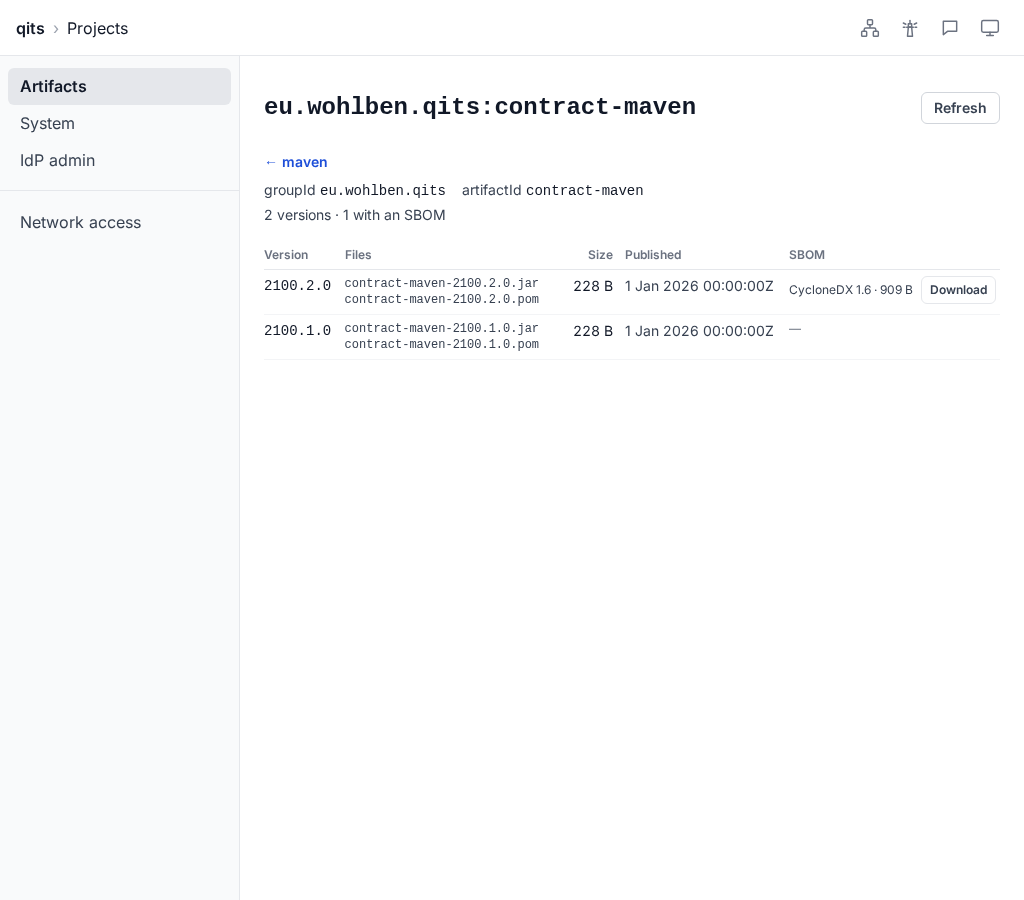 qits › Projects
Artifacts
System
IdP admin
Network access
eu.wohlben.qits:contract-maven
Refresh
← maven
groupId eu.wohlben.qits artifactId contract-maven
2 versions · 1 with an SBOM
Version Files Size Published SBOM
2100.2.0 contract-maven-2100.2.0.jar 228 B 1 Jan 2026 00:00:00Z CycloneDX 1.6 · 909 B Download
contract-maven-2100.2.0.pom
2100.1.0 contract-maven-2100.1.0.jar 228 B 1 Jan 2026 00:00:00Z —
contract-maven-2100.1.0.pom